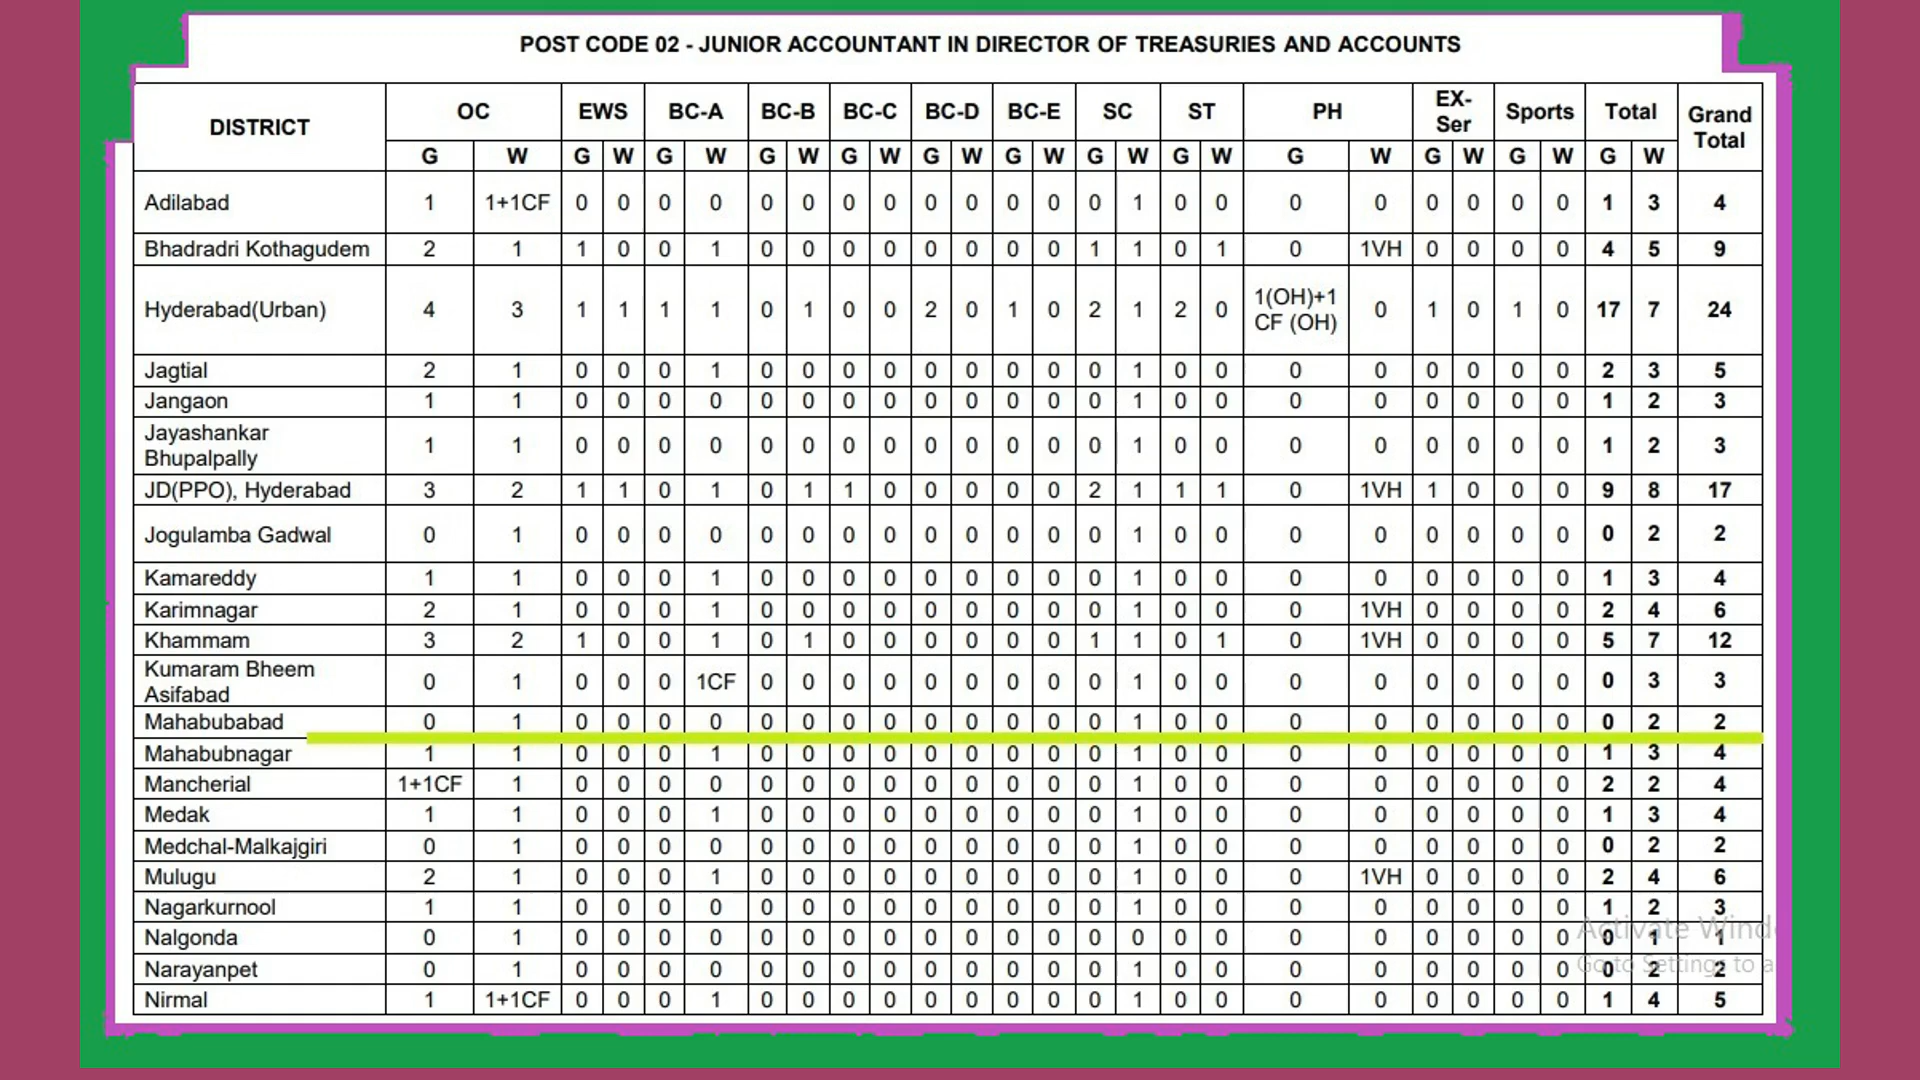 POST CODE 02 - JUNIOR ACCOUNTANT IN DIRECTOR OF TREASURIES AND ACCOUNTS
DISTRICT OC EWS BC-A BC-B BC-C BC-D BC-E SC ST PH EX-Ser Sports Total Grand Total
G W G W G W G W G W G W G W G W G W G W G W G W G W
Adilabad 1 1+1CF 0 0 0 0 0 0 0 0 0 0 0 0 0 1 0 0 0 0 0 0 0 0 1 3 4
Bhadradri Kothagudem 2 1 1 0 0 1 0 0 0 0 0 0 0 0 1 1 0 1 0 1VH 0 0 0 0 4 5 9
Hyderabad(Urban) 4 3 1 1 1 1 0 1 0 0 2 0 1 0 2 1 2 0 1(OH)+1 CF (OH) 0 1 0 1 0 17 7 24
Jagtial 2 1 0 0 0 1 0 0 0 0 0 0 0 0 0 1 0 0 0 0 0 0 0 0 2 3 5
Jangaon 1 1 0 0 0 0 0 0 0 0 0 0 0 0 0 1 0 0 0 0 0 0 0 0 1 2 3
Jayashankar Bhupalpally 1 1 0 0 0 0 0 0 0 0 0 0 0 0 0 1 0 0 0 0 0 0 0 0 1 2 3
JD(PPO), Hyderabad 3 2 1 1 0 1 0 1 1 0 0 0 0 0 2 1 1 1 0 1VH 1 0 0 0 9 8 17
Jogulamba Gadwal 0 1 0 0 0 0 0 0 0 0 0 0 0 0 0 1 0 0 0 0 0 0 0 0 0 2 2
Kamareddy 1 1 0 0 0 1 0 0 0 0 0 0 0 0 0 1 0 0 0 0 0 0 0 0 1 3 4
Karimnagar 2 1 0 0 0 1 0 0 0 0 0 0 0 0 0 1 0 0 0 1VH 0 0 0 0 2 4 6
Khammam 3 2 1 0 0 1 0 1 0 0 0 0 0 0 1 1 0 1 0 1VH 0 0 0 0 5 7 12
Kumaram Bheem Asifabad 0 1 0 0 0 1CF 0 0 0 0 0 0 0 0 0 1 0 0 0 0 0 0 0 0 0 3 3
Mahabubabad 0 1 0 0 0 0 0 0 0 0 0 0 0 0 0 1 0 0 0 0 0 0 0 0 0 2 2
Mahabubnagar 1 1 0 0 0 1 0 0 0 0 0 0 0 0 0 1 0 0 0 0 0 0 0 0 1 3 4
Mancherial 1+1CF 1 0 0 0 0 0 0 0 0 0 0 0 0 0 1 0 0 0 0 0 0 0 0 2 2 4
Medak 1 1 0 0 0 1 0 0 0 0 0 0 0 0 0 1 0 0 0 0 0 0 0 0 1 3 4
Medchal-Malkajgiri 0 1 0 0 0 0 0 0 0 0 0 0 0 0 0 1 0 0 0 0 0 0 0 0 0 2 2
Mulugu 2 1 0 0 0 1 0 0 0 0 0 0 0 0 0 1 0 0 0 1VH 0 0 0 0 2 4 6
Nagarkurnool 1 1 0 0 0 0 0 0 0 0 0 0 0 0 0 1 0 0 0 0 0 0 0 0 1 2 3
Nalgonda 0 1 0 0 0 0 0 0 0 0 0 0 0 0 0 0 0 0 0 0 0 0 0 0 0 1 1
Narayanpet 0 1 0 0 0 0 0 0 0 0 0 0 0 0 0 1 0 0 0 0 0 0 0 0 0 2 2
Nirmal 1 1+1CF 0 0 0 1 0 0 0 0 0 0 0 0 0 1 0 0 0 0 0 0 0 0 1 4 5
Activate Wind
Go to Settings to a